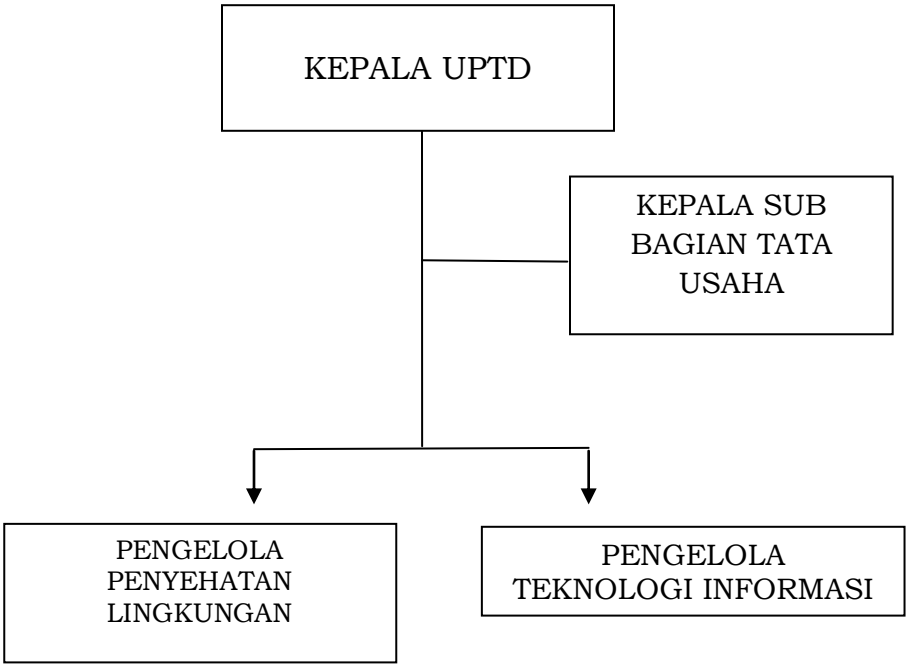 KEPALA UPTD
KEPALA SUB
BAGIAN TATA
USAHA
PENGELOLA
PENYEHATAN
LINGKUNGAN
PENGELOLA
TEKNOLOGI INFORMASI